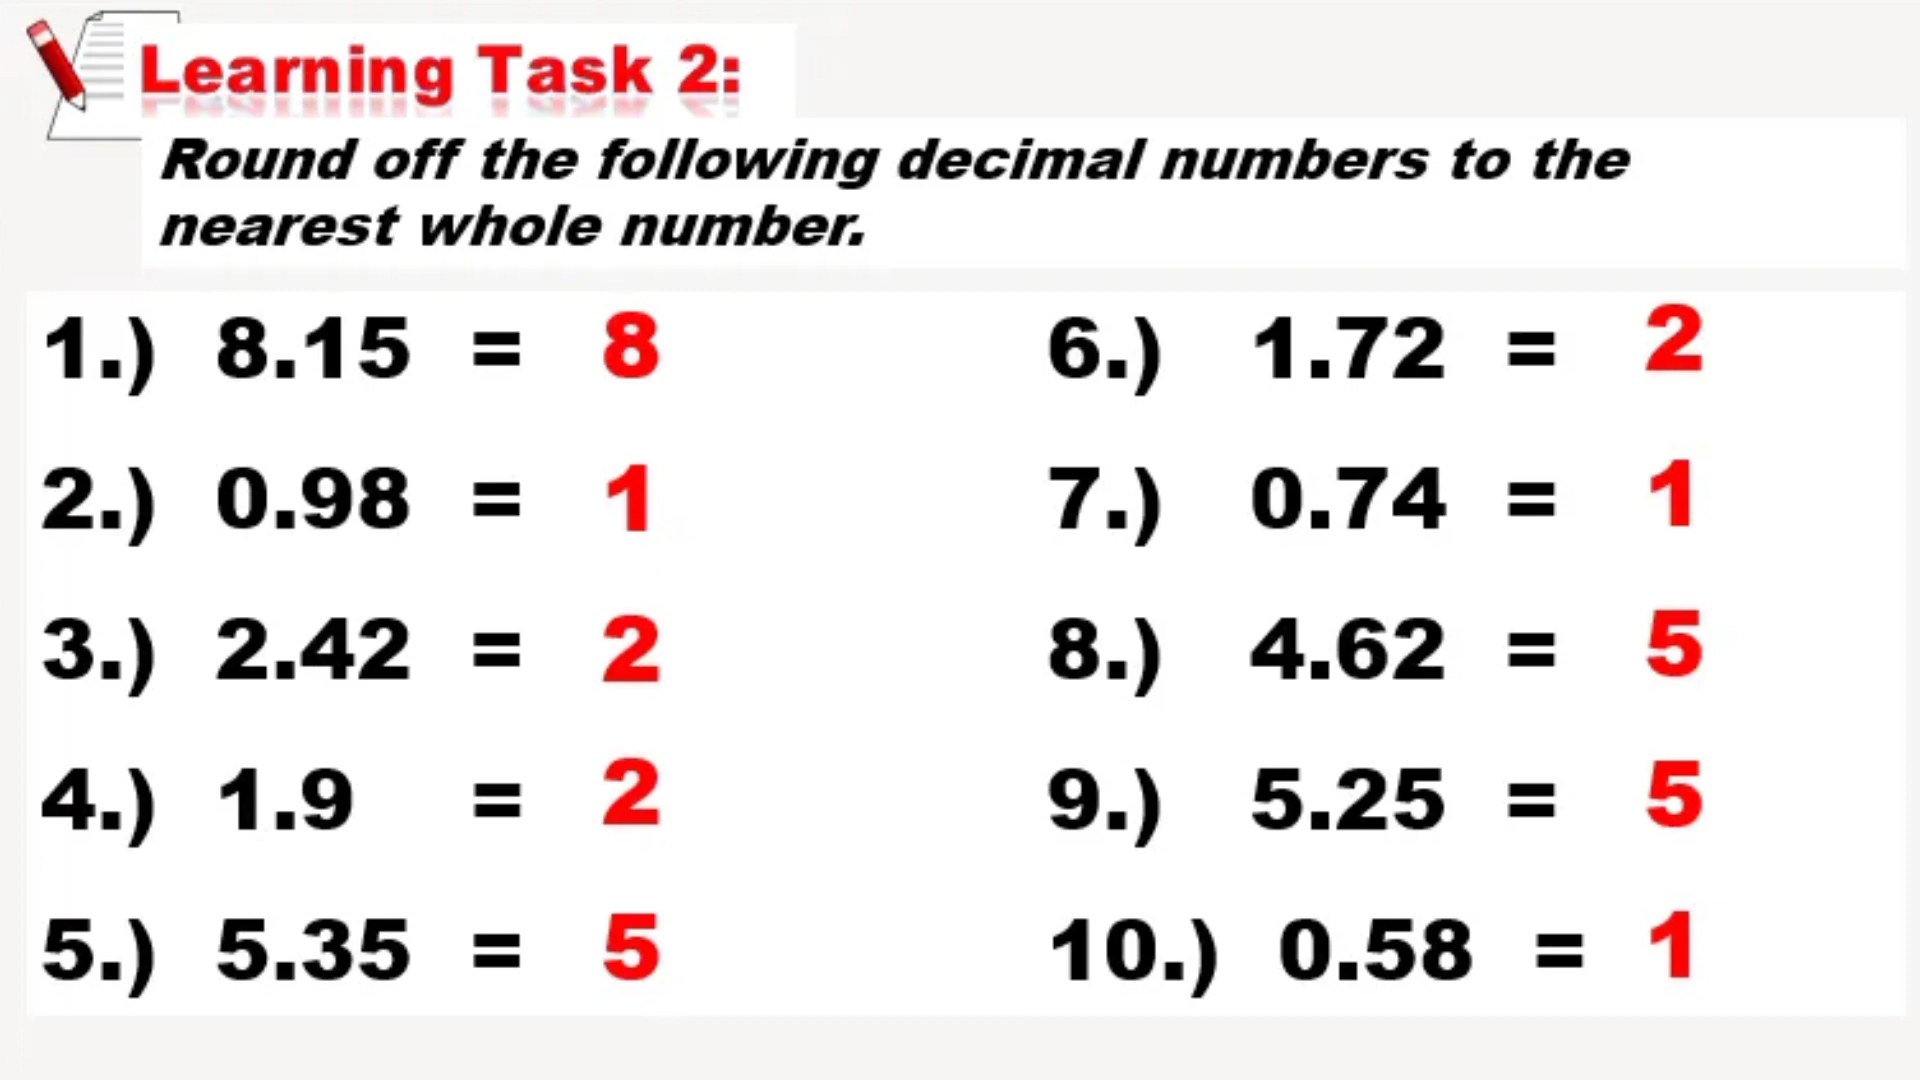 Learning Task 2:
Round off the following decimal numbers to the
nearest whole number.
1.) 8.15 = 8
2.) 0.98 = 1
3.) 2.42 = 2
4.) 1.9 = 2
5.) 5.35 = 5
6.) 1.72 = 2
7.) 0.74 = 1
8.) 4.62 = 5
9.) 5.25 = 5
10.) 0.58 = 1